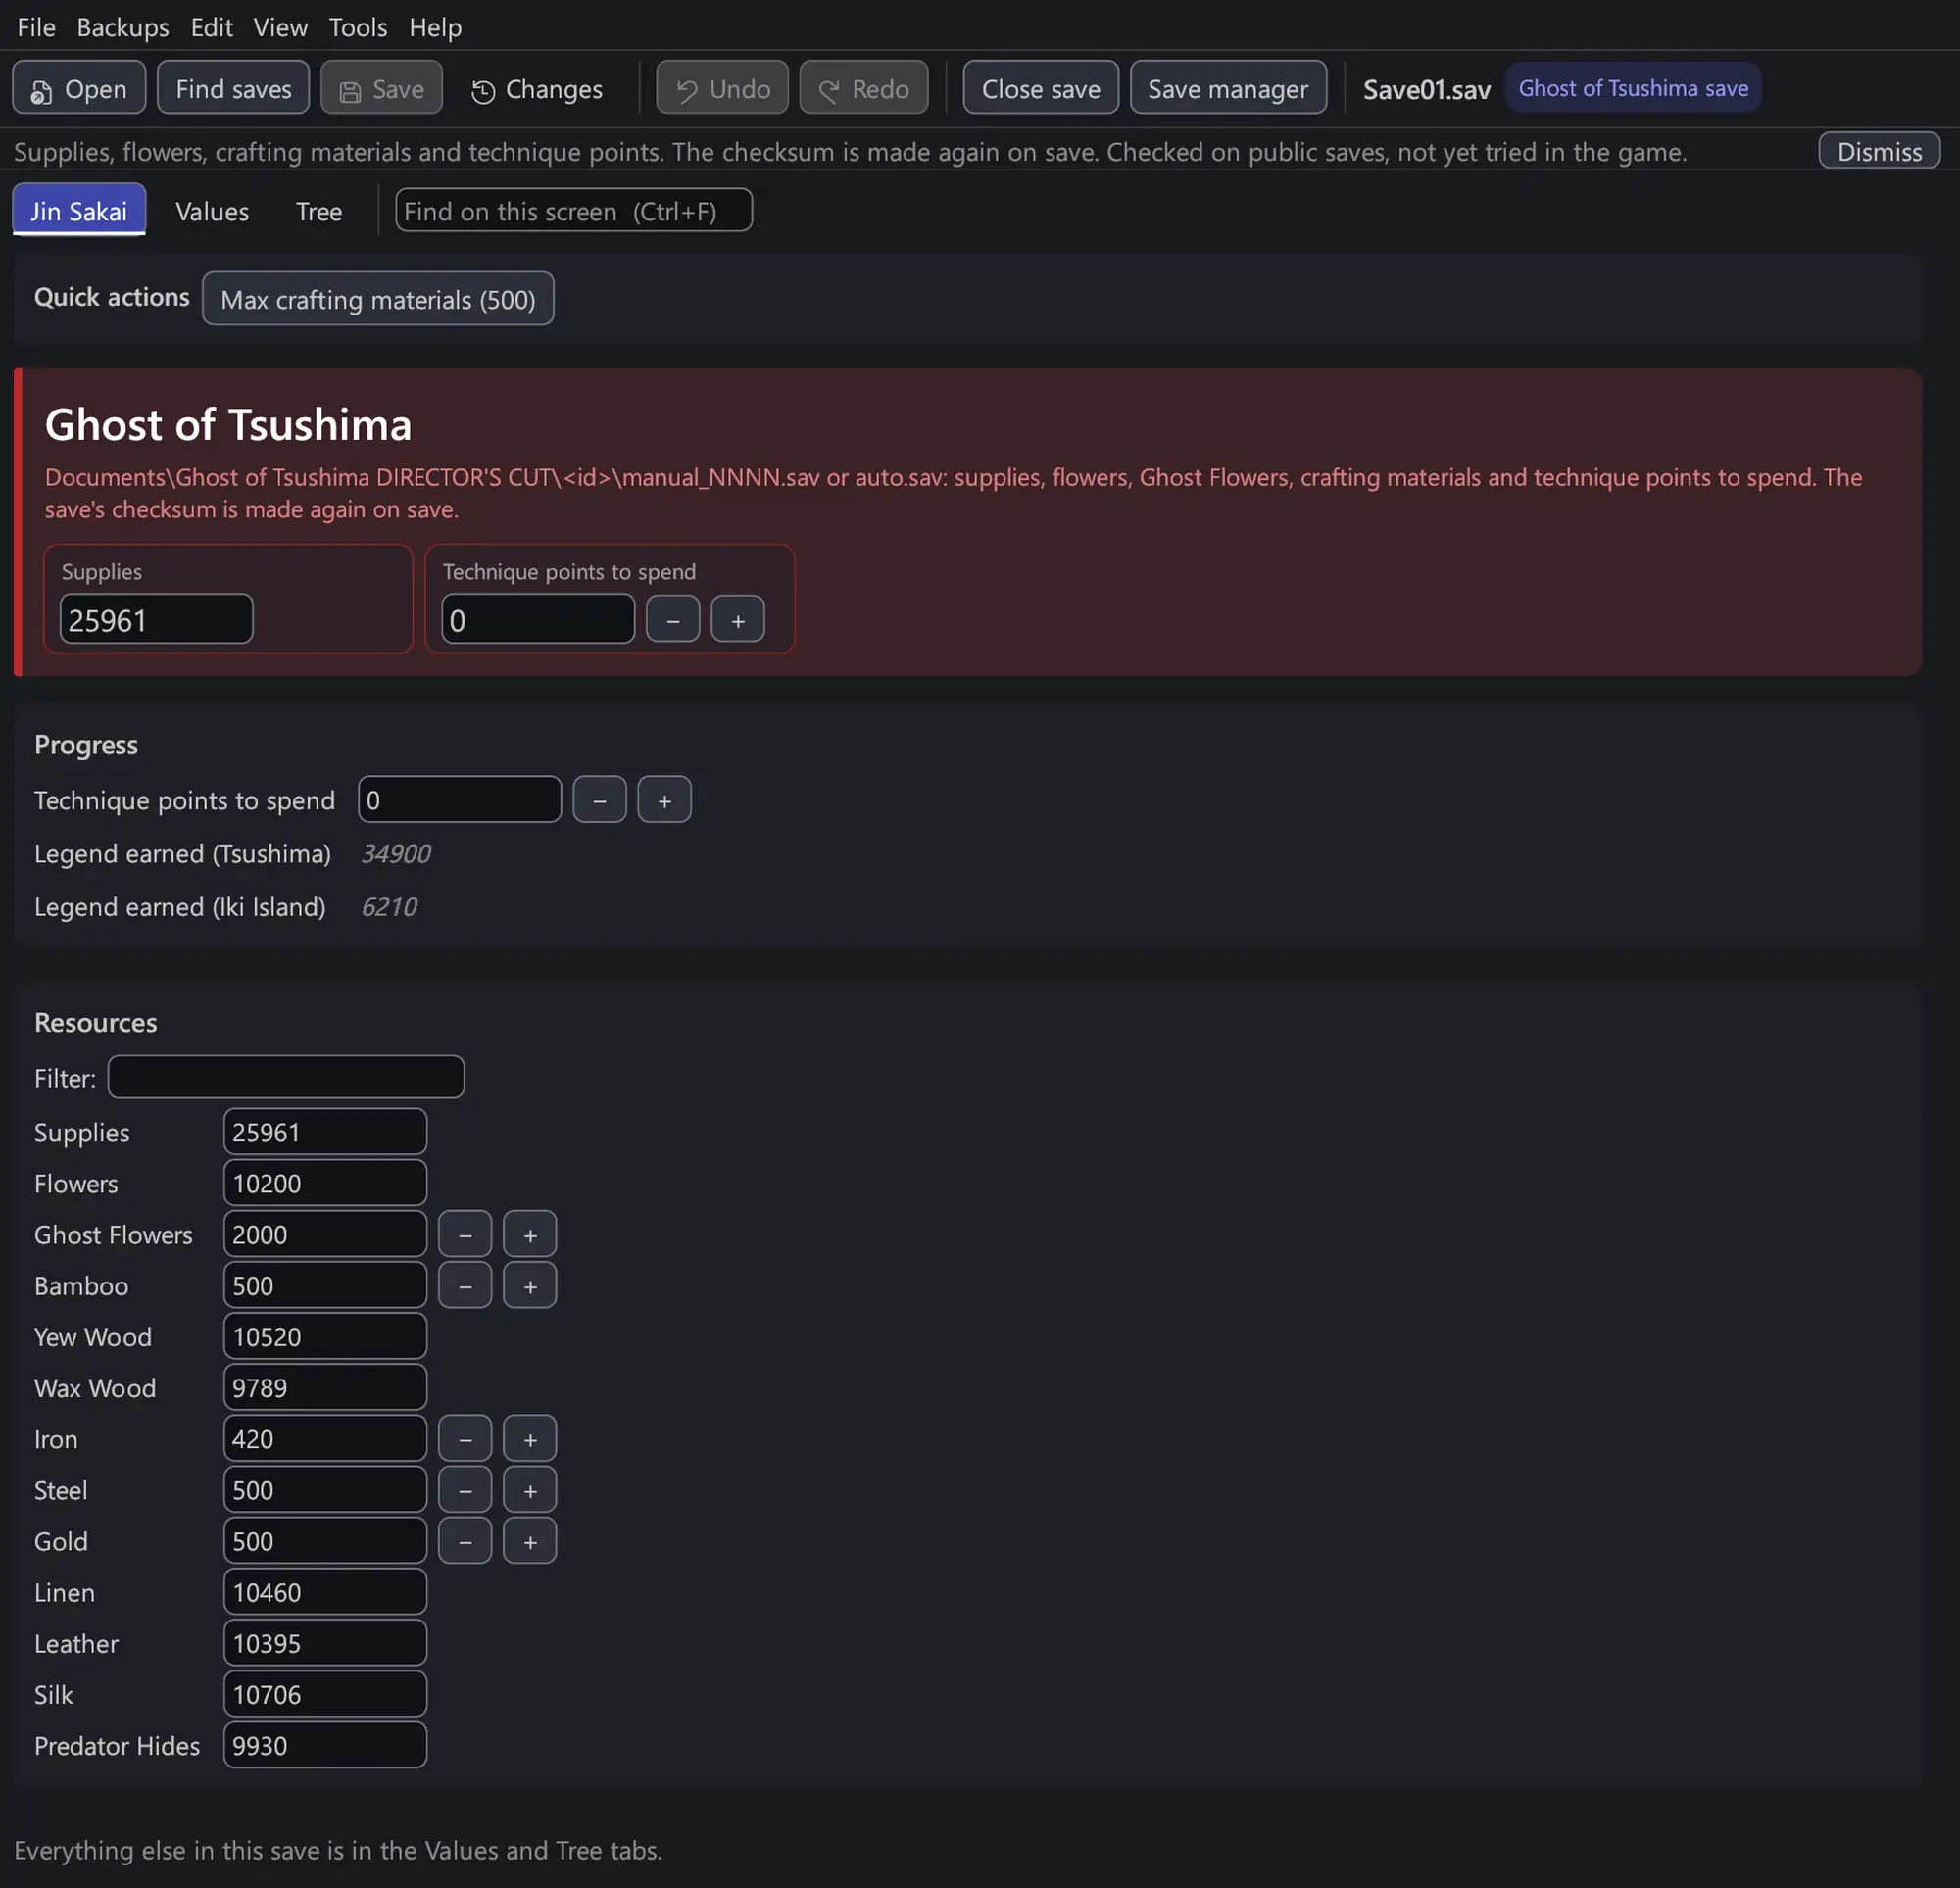 File Backups Edit View Tools Help
Open Find saves Save Changes Undo Redo Close save Save manager Save01.sav Ghost of Tsushima save
Supplies, flowers, crafting materials and technique points. The checksum is made again on save. Checked on public saves, not yet tried in the game. Dismiss
Jin Sakai Values Tree Find on this screen (Ctrl+F)
Quick actions Max crafting materials (500)
Ghost of Tsushima
Documents\Ghost of Tsushima DIRECTOR'S CUT\<id>\manual_NNNN.sav or auto.sav: supplies, flowers, Ghost Flowers, crafting materials and technique points to spend. The
save's checksum is made again on save.
Supplies Technique points to spend
25961 0 – +
Progress
Technique points to spend 0 – +
Legend earned (Tsushima) 34900
Legend earned (Iki Island) 6210
Resources
Filter:
Supplies 25961
Flowers 10200
Ghost Flowers 2000 – +
Bamboo 500 – +
Yew Wood 10520
Wax Wood 9789
Iron 420 – +
Steel 500 – +
Gold 500 – +
Linen 10460
Leather 10395
Silk 10706
Predator Hides 9930
Everything else in this save is in the Values and Tree tabs.